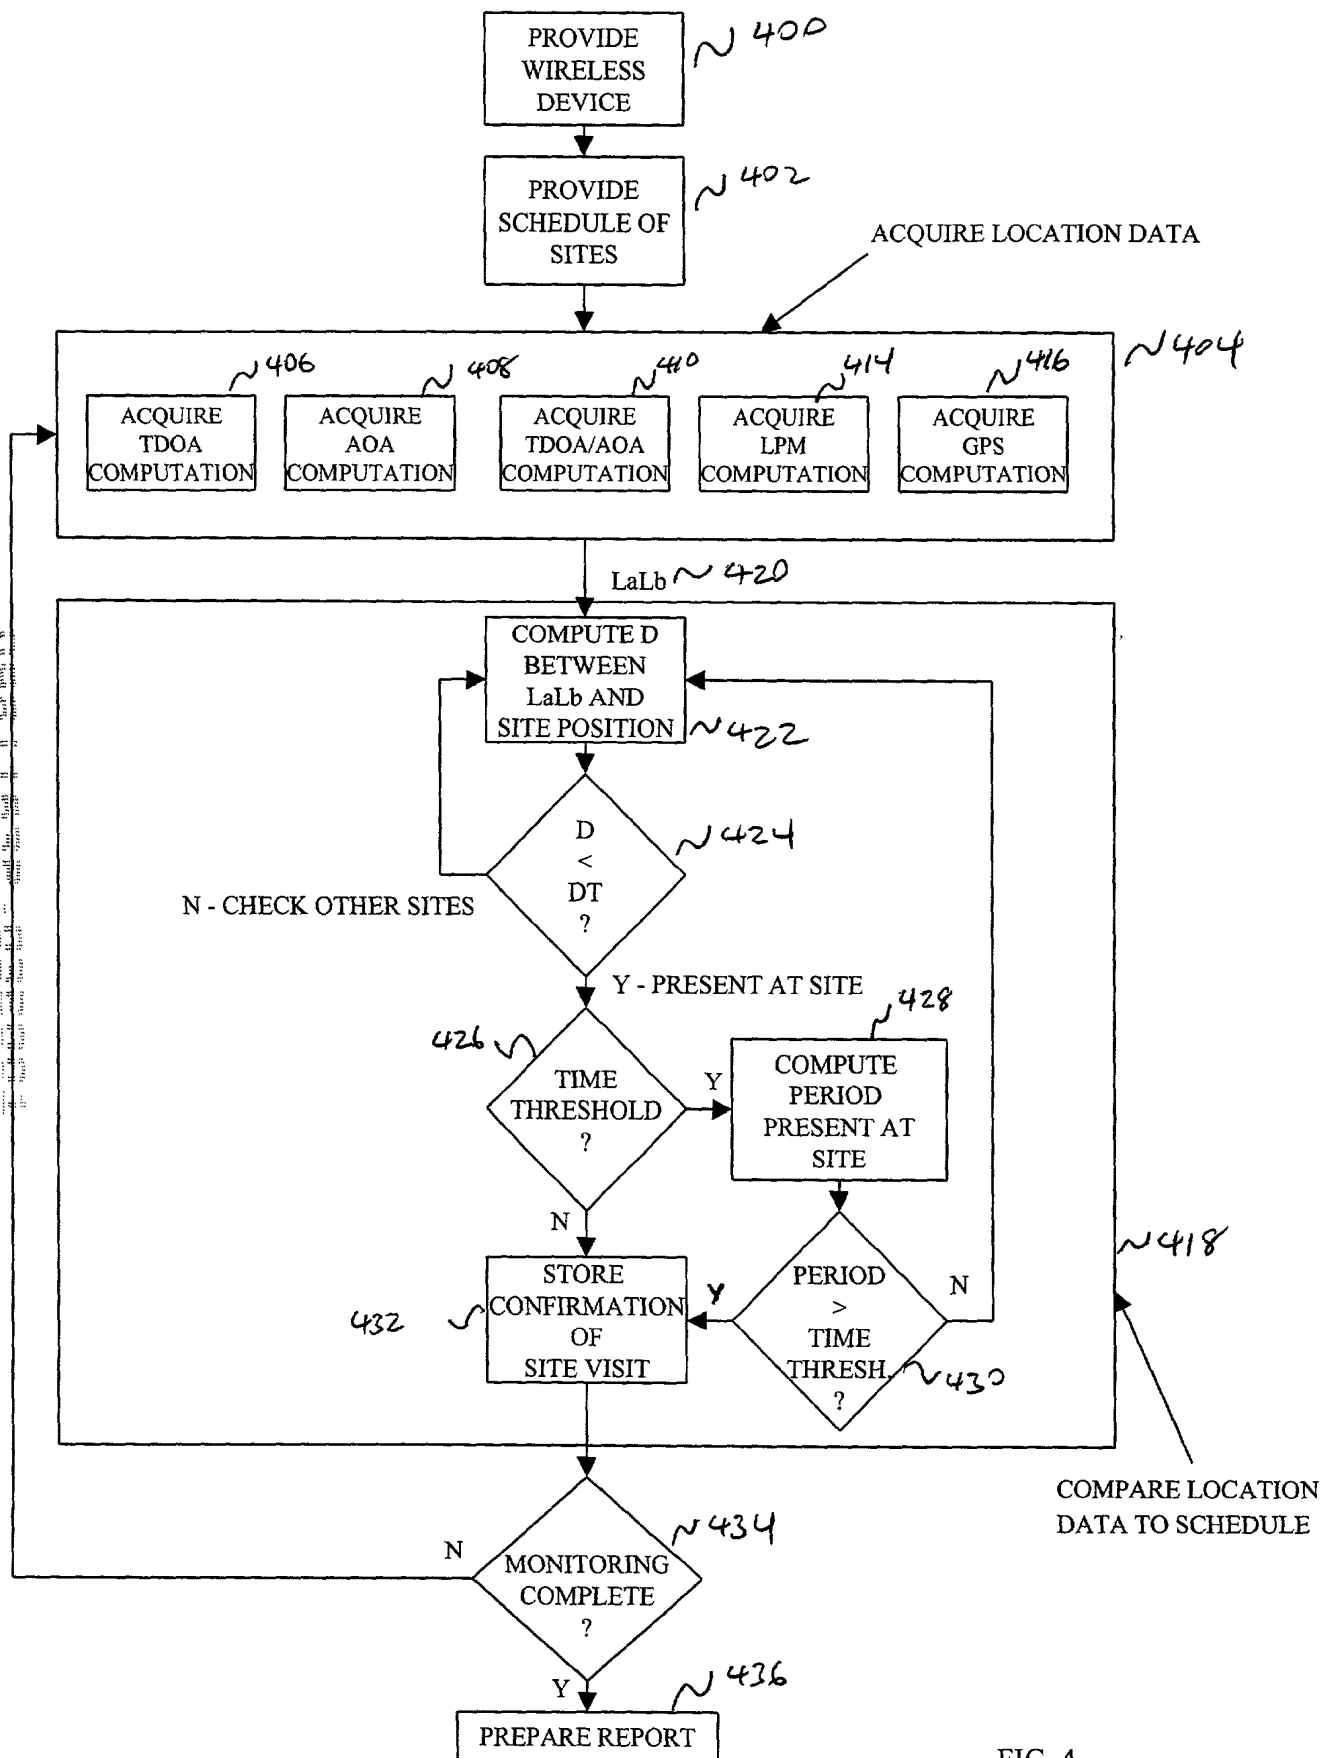 PROVIDE
WIRELESS
DEVICE
400
PROVIDE
SCHEDULE OF
SITES
402
ACQUIRE LOCATION DATA
404
406
408
410
414
416
ACQUIRE
TDOA
COMPUTATION
ACQUIRE
AOA
COMPUTATION
ACQUIRE
TDOA/AOA
COMPUTATION
ACQUIRE
LPM
COMPUTATION
ACQUIRE
GPS
COMPUTATION
LaLb 420
COMPUTE D
BETWEEN
LaLb AND
SITE POSITION
422
D
<
DT
?
424
N - CHECK OTHER SITES
Y - PRESENT AT SITE
426
TIME
THRESHOLD
?
Y
428
COMPUTE
PERIOD
PRESENT AT
SITE
N
STORE
CONFIRMATION
OF
SITE VISIT
432
Y
PERIOD
>
TIME
THRESH.
?
430
N
418
COMPARE LOCATION
DATA TO SCHEDULE
434
N
MONITORING
COMPLETE
?
Y
436
PREPARE REPORT
FIG. 4